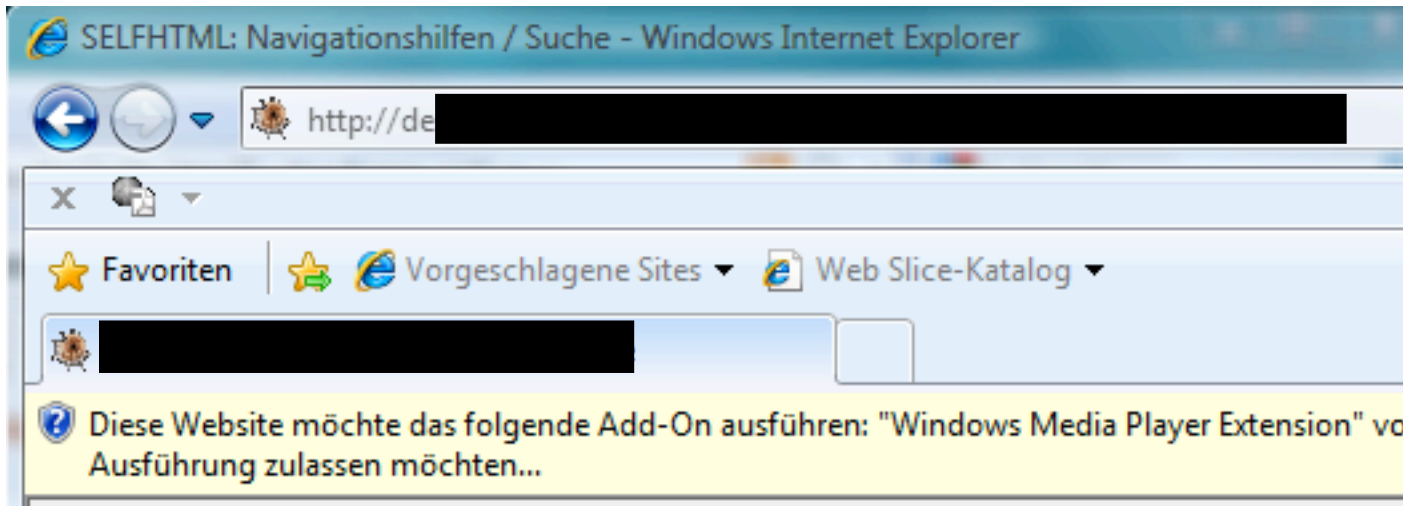 SELFHTML: Navigationshilfen / Suche - Windows Internet Explorer
http://de
Favoriten Vorgeschlagene Sites Web Slice-Katalog
Diese Website möchte das folgende Add-On ausführen: "Windows Media Player Extension" vo
Ausführung zulassen möchten...